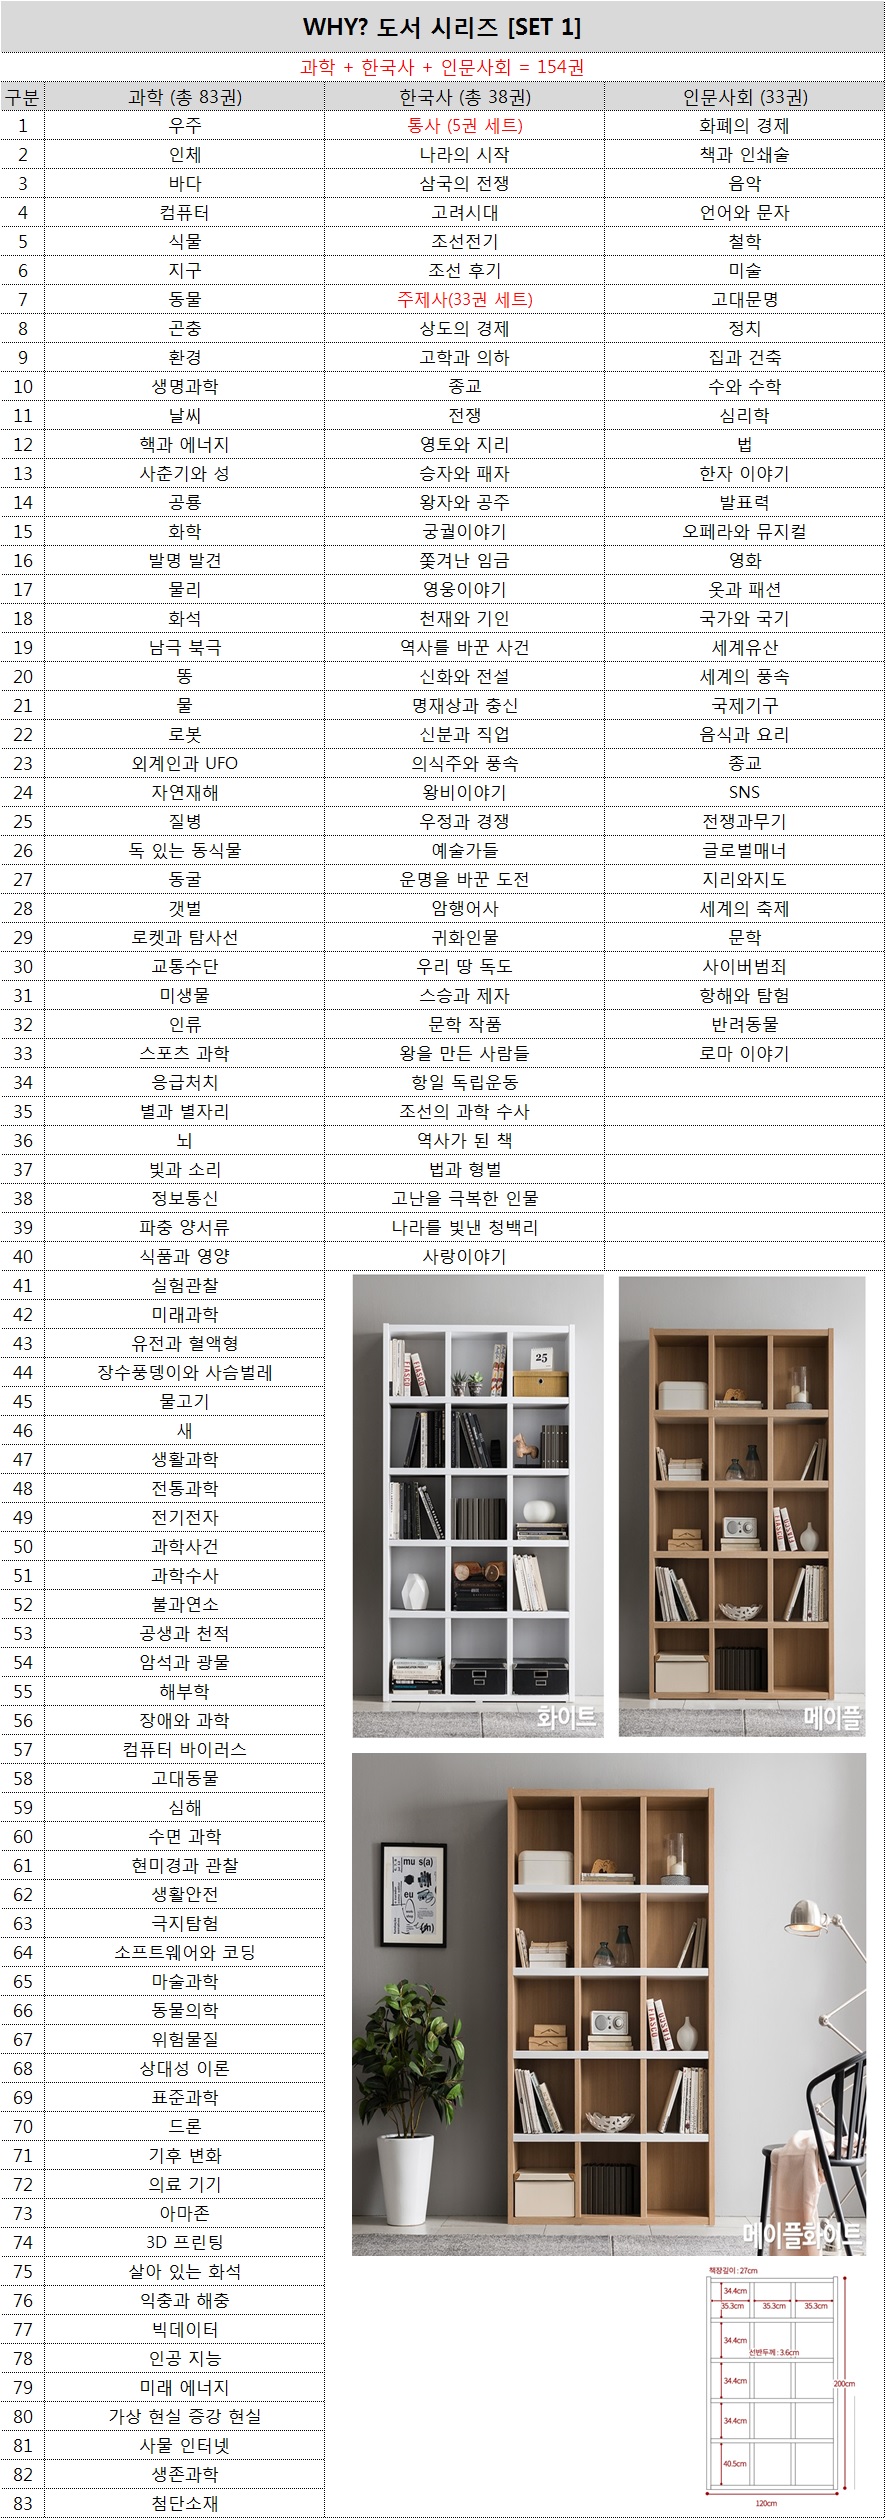 WHY? 도서 시리즈 [SET 1]
과학 + 한국사 + 인문사회 = 154권
구분 과학 (총 83권) 한국사 (총 38권) 인문사회 (33권)
1 우주 통사 (5권 세트) 화폐의 경제
2 인체 나라의 시작 책과 인쇄술
3 바다 삼국의 전쟁 음악
4 컴퓨터 고려시대 언어와 문자
5 식물 조선전기 철학
6 지구 조선 후기 미술
7 동물 주제사(33권 세트) 고대문명
8 곤충 상도의 경제 정치
9 환경 고학과 의하 집과 건축
10 생명과학 종교 수와 수학
11 날씨 전쟁 심리학
12 핵과 에너지 영토와 지리 법
13 사춘기와 성 승자와 패자 한자 이야기
14 공룡 왕자와 공주 발표력
15 화학 궁궐이야기 오페라와 뮤지컬
16 발명 발견 쫓겨난 임금 영화
17 물리 영웅이야기 옷과 패션
18 화석 천재와 기인 국가와 국기
19 남극 북극 역사를 바꾼 사건 세계유산
20 똥 신화와 전설 세계의 풍속
21 물 명재상과 충신 국제기구
22 로봇 신분과 직업 음식과 요리
23 외계인과 UFO 의식주와 풍속 종교
24 자연재해 왕비이야기 SNS
25 질병 우정과 경쟁 전쟁과무기
26 독 있는 동식물 예술가들 글로벌매너
27 동굴 운명을 바꾼 도전 지리와지도
28 갯벌 암행어사 세계의 축제
29 로켓과 탐사선 귀화인물 문학
30 교통수단 우리 땅 독도 사이버범죄
31 미생물 스승과 제자 항해와 탐험
32 인류 문학 작품 반려동물
33 스포츠 과학 왕을 만든 사람들 로마 이야기
34 응급처치 항일 독립운동
35 별과 별자리 조선의 과학 수사
36 뇌 역사가 된 책
37 빛과 소리 법과 형벌
38 정보통신 고난을 극복한 인물
39 파충 양서류 나라를 빛낸 청백리
40 식품과 영양 사랑이야기
41 실험관찰
42 미래과학
43 유전과 혈액형
44 장수풍뎅이와 사슴벌레
45 물고기
46 새
47 생활과학
48 전통과학
49 전기전자
50 과학사건
51 과학수사
52 불과연소
53 공생과 천적
54 암석과 광물
55 해부학
56 장애와 과학
57 컴퓨터 바이러스
58 고대동물
59 심해
60 수면 과학
61 현미경과 관찰
62 생활안전
63 극지탐험
64 소프트웨어와 코딩
65 마술과학
66 동물의학
67 위험물질
68 상대성 이론
69 표준과학
70 드론
71 기후 변화
72 의료 기기
73 아마존
74 3D 프린팅
75 살아 있는 화석
76 익충과 해충
77 빅데이터
78 인공 지능
79 미래 에너지
80 가상 현실 증강 현실
81 사물 인터넷
82 생존과학
83 첨단소재
25
FIASCO
FIASCO
화이트
FIASCO
FIASCO
메이플
mu s(a)
eu
FIASCO
FIASCO
메이플화이트
책장깊이 : 27cm
34.4cm
35.3cm 35.3cm 35.3cm
34.4cm
선반두께 : 3.6cm
34.4cm
200cm
34.4cm
40.5cm
120cm